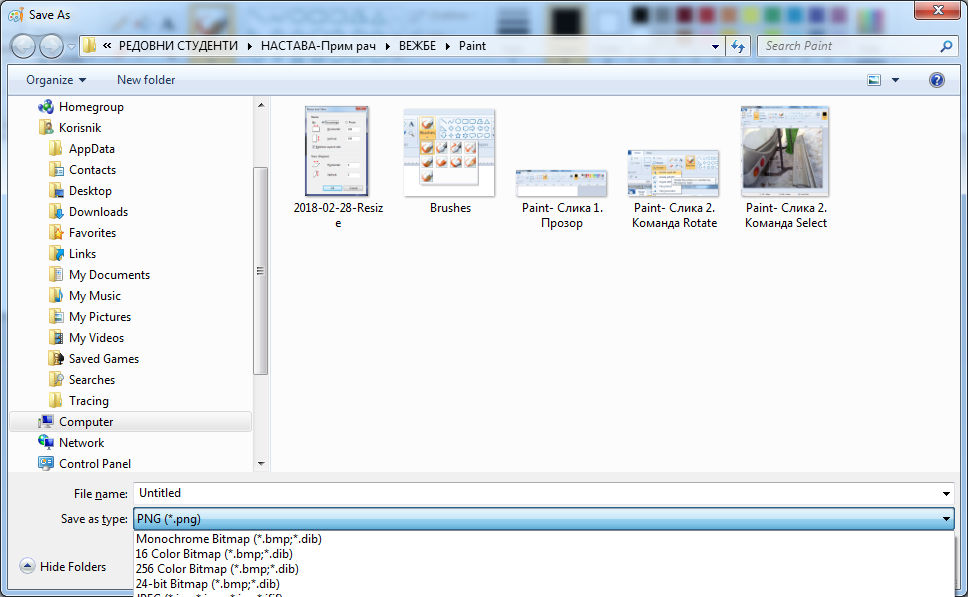 Save As
« РЕДОВНИ СТУДЕНТИ ▸ НАСТАВА-Прим рач ▸ ВЕЖБЕ ▸ Paint
Search Paint
Organize
New folder
Homegroup
Korisnik
AppData
Contacts
Desktop
Downloads
Favorites
Links
My Documents
My Music
My Pictures
My Videos
Saved Games
Searches
Tracing
Computer
Network
Control Panel
2018-02-28-Resiz
e
Brushes
Paint- Слика 1.
Прозор
Paint- Слика 2.
Команда Rotate
Paint- Слика 2.
Команда Select
File name: Untitled
Save as type: PNG (*.png)
Monochrome Bitmap (*.bmp;*.dib)
16 Color Bitmap (*.bmp;*.dib)
256 Color Bitmap (*.bmp;*.dib)
24-bit Bitmap (*.bmp;*.dib)
Hide Folders